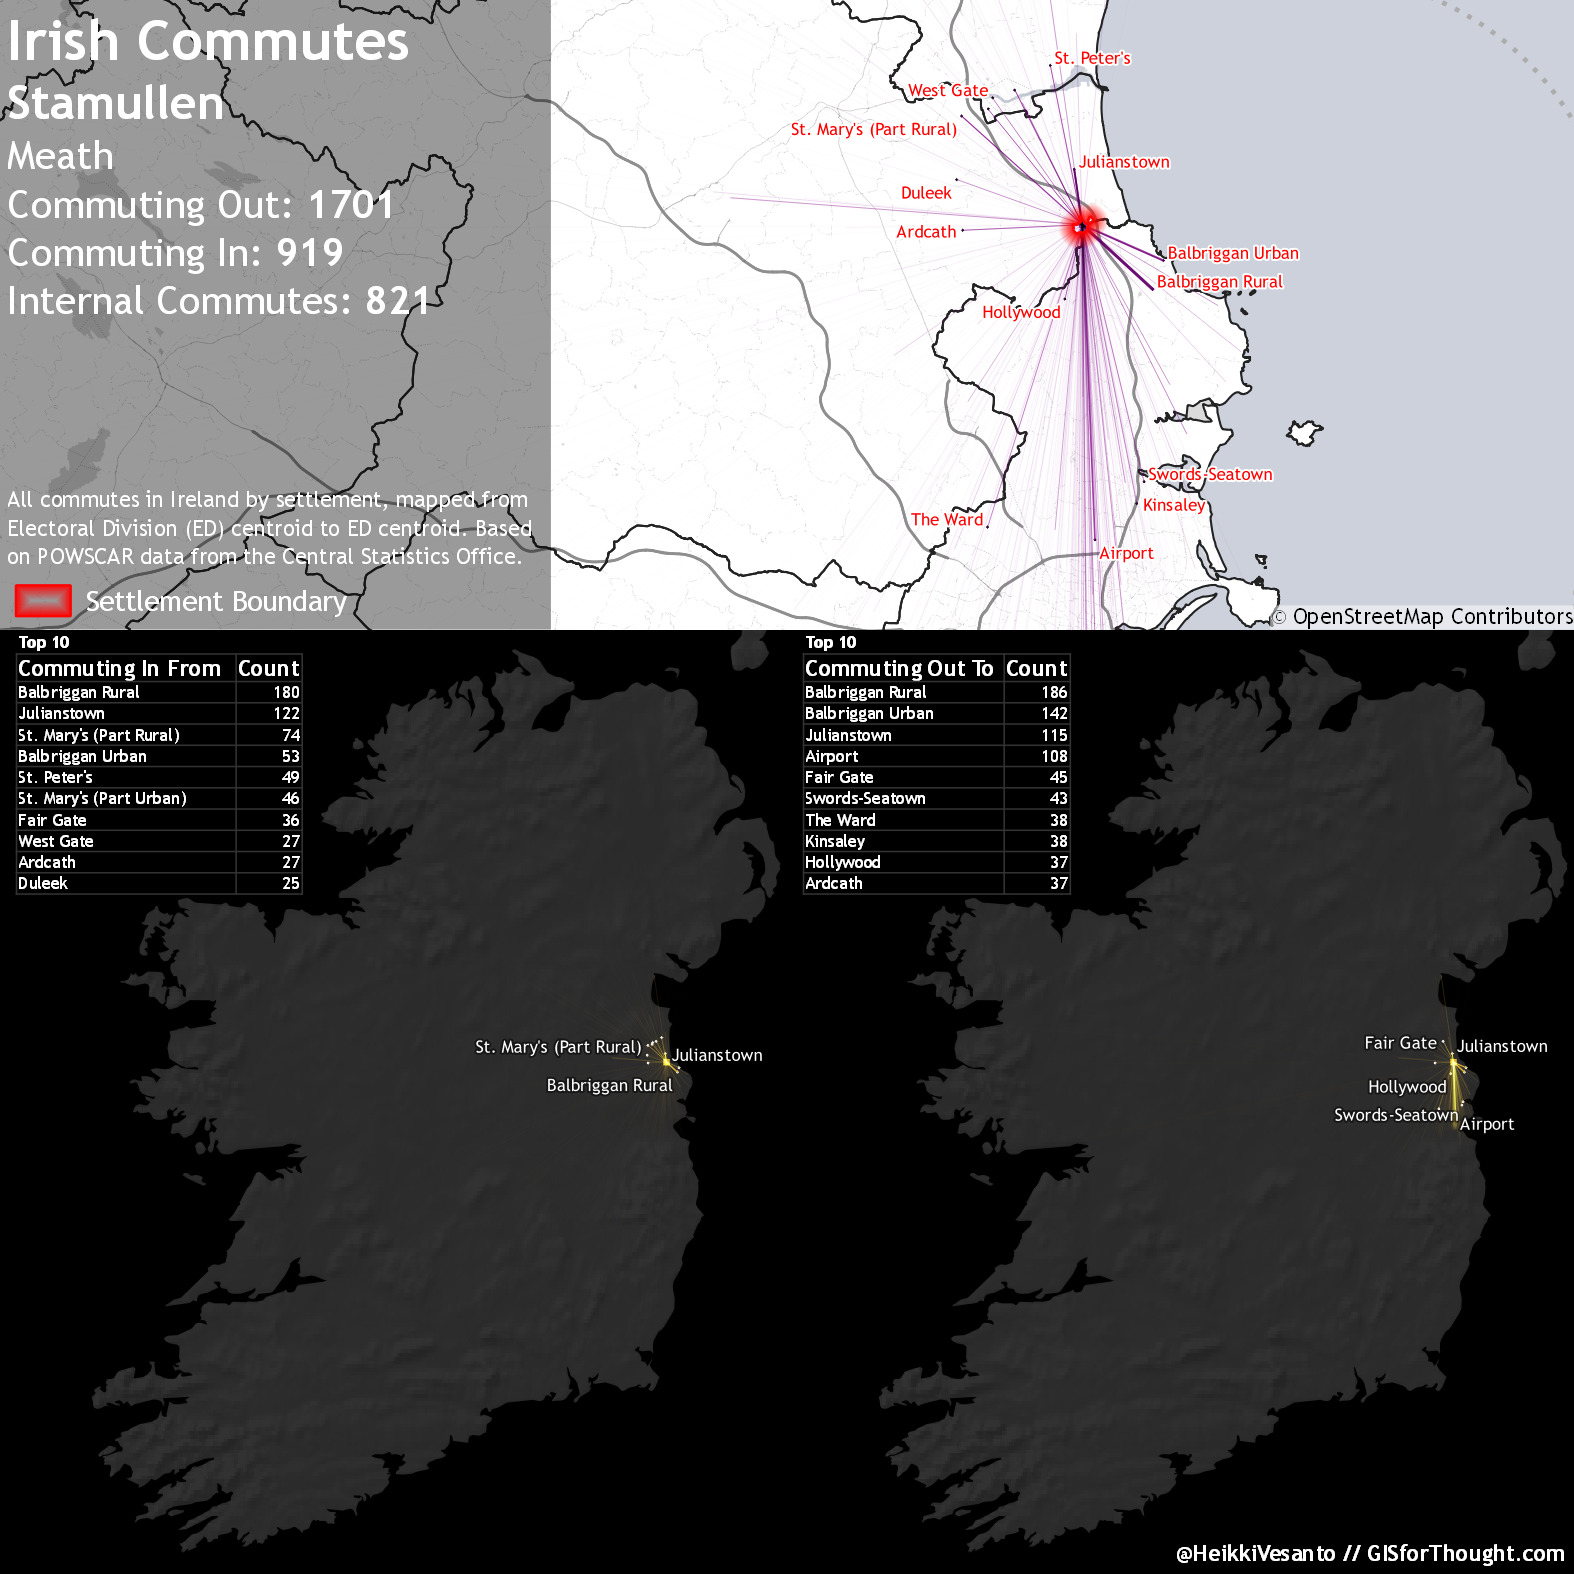 Irish Commutes
Stamullen
Meath
Commuting Out: 1701
Commuting In: 919
Internal Commutes: 821
All commutes in Ireland by settlement, mapped from
Electoral Division (ED) centroid to ED centroid. Based
on POWSCAR data from the Central Statistics Office.
Settlement Boundary
St. Peter's
West Gate
St. Mary's (Part Rural)
Julianstown
Duleek
Ardcath
Balbriggan Urban
Balbriggan Rural
Hollywood
Swords-Seatown
Kinsaley
The Ward
Airport
© OpenStreetMap Contributors
Top 10
Commuting In From Count
Balbriggan Rural 180
Julianstown 122
St. Mary's (Part Rural) 74
Balbriggan Urban 53
St. Peter's 49
St. Mary's (Part Urban) 46
Fair Gate 36
West Gate 27
Ardcath 27
Duleek 25
Top 10
Commuting Out To Count
Balbriggan Rural 186
Balbriggan Urban 142
Julianstown 115
Airport 108
Fair Gate 45
Swords-Seatown 43
The Ward 38
Kinsaley 38
Hollywood 37
Ardcath 37
St. Mary's (Part Rural)
Julianstown
Balbriggan Rural
Fair Gate
Julianstown
Hollywood
Swords-Seatown
Airport
@HeikkiVesanto // GISforThought.com